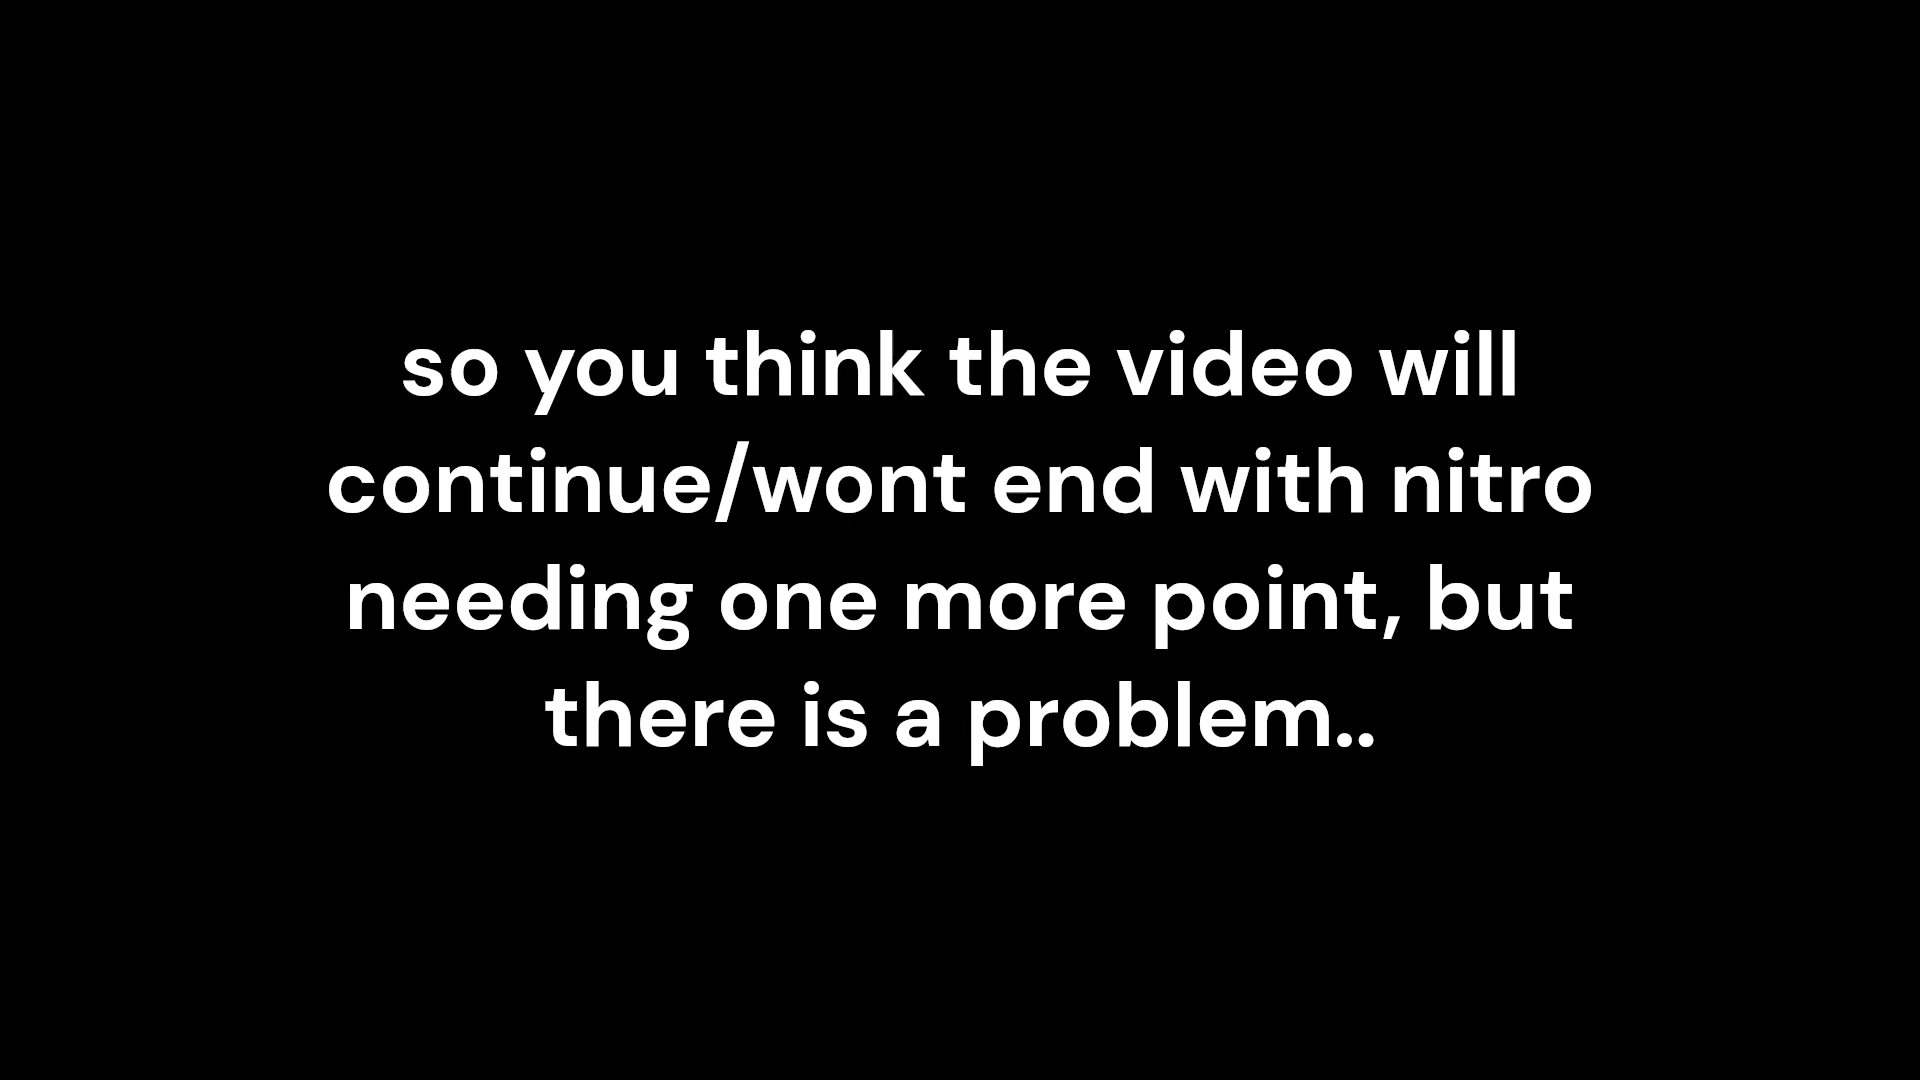 so you think the video will
continue/wont end with nitro
needing one more point, but
there is a problem..